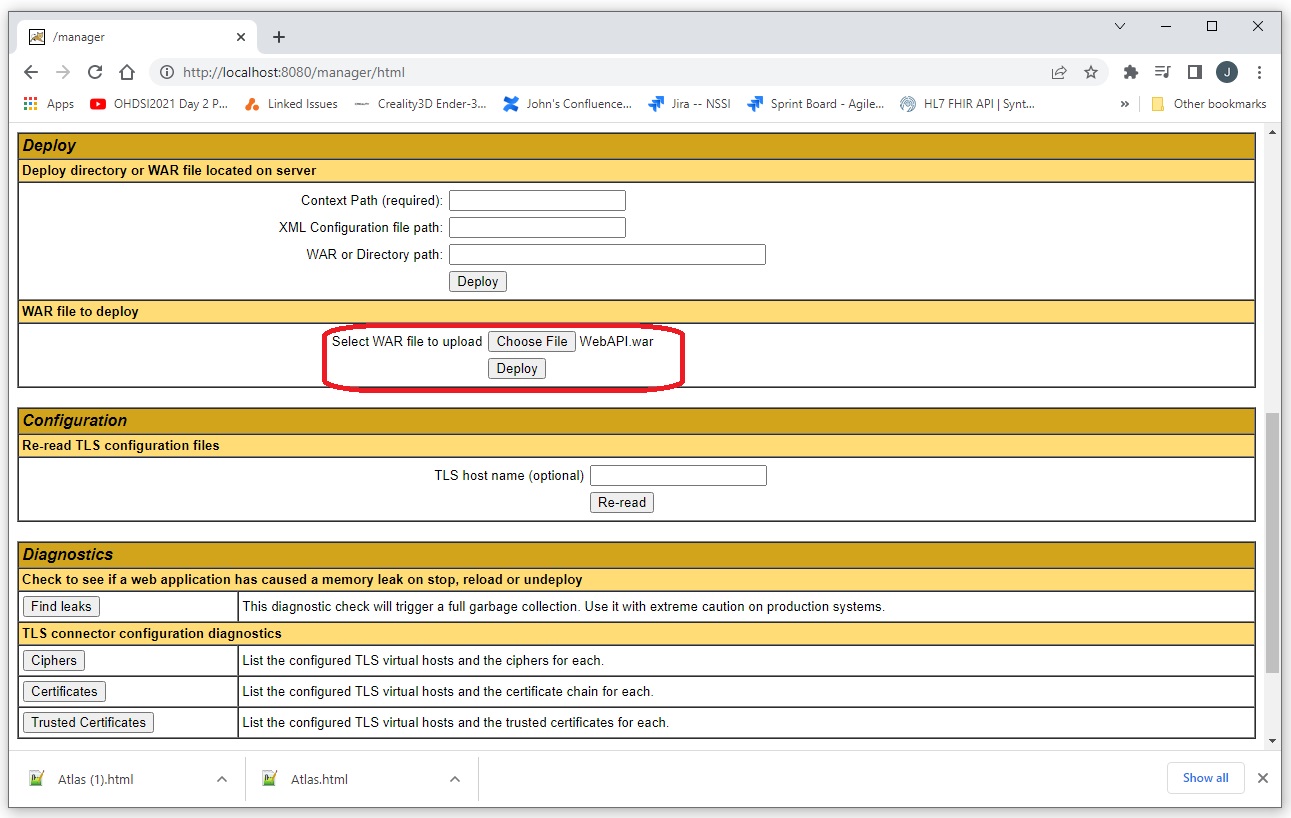 /manager
http://localhost:8080/manager/html
J
Apps OHDSI2021 Day 2 P... Linked Issues Creality3D Ender-3... John's Confluence... Jira -- NSSI Sprint Board - Agile... HL7 FHIR API | Synt... » Other bookmarks
Deploy
Deploy directory or WAR file located on server
Context Path (required):
XML Configuration file path:
WAR or Directory path:
Deploy
WAR file to deploy
Select WAR file to upload Choose File WebAPI.war
Deploy
Configuration
Re-read TLS configuration files
TLS host name (optional)
Re-read
Diagnostics
Check to see if a web application has caused a memory leak on stop, reload or undeploy
Find leaks This diagnostic check will trigger a full garbage collection. Use it with extreme caution on production systems.
TLS connector configuration diagnostics
Ciphers List the configured TLS virtual hosts and the ciphers for each.
Certificates List the configured TLS virtual hosts and the certificate chain for each.
Trusted Certificates List the configured TLS virtual hosts and the trusted certificates for each.
Atlas (1).html Atlas.html Show all